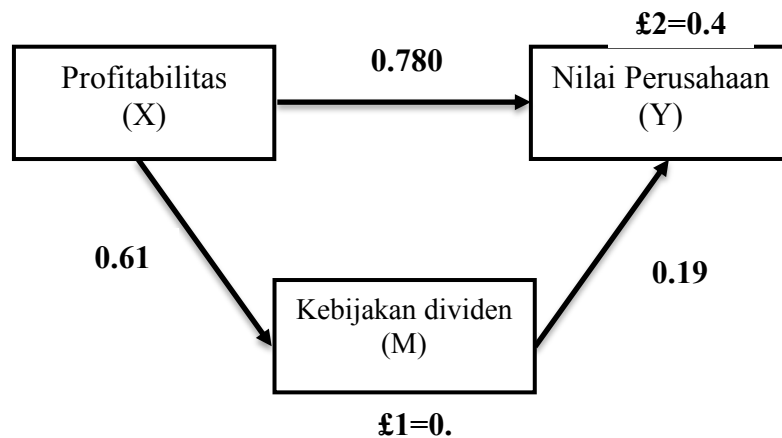 £2=0.4
0.780
Profitabilitas
(X)
Nilai Perusahaan
(Y)
0.61
0.19
Kebijakan dividen
(M)
£1=0.